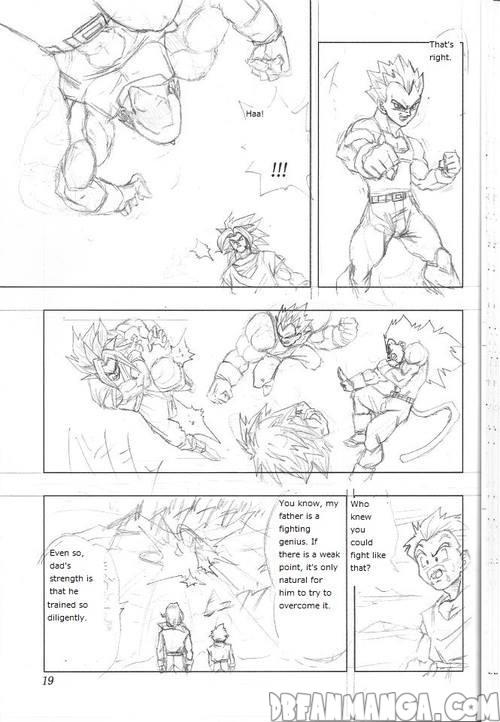 That's
right.
Haa!
!!!
Who
knew
you
could
fight like
that?
You know, my
father is a
fighting
genius. If
there is a weak
point, it's only
natural for
him to try to
overcome it.
Even so,
dad's
strength is
that he
trained so
diligently.
19
DBFANMANGA.COM